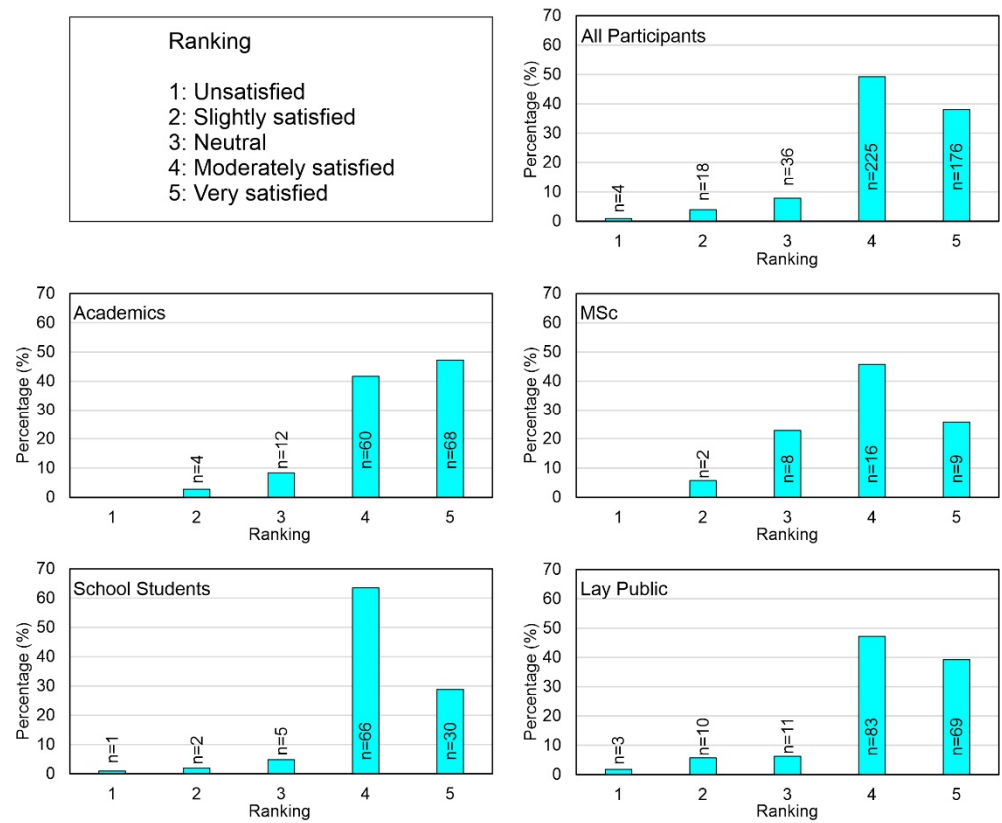 Ranking
1: Unsatisfied
2: Slightly satisfied
3: Neutral
4: Moderately satisfied
5: Very satisfied
All Participants
Percentage (%)
70
60
50
40
30
20
10
0
n=4
n=18
n=36
n=225
n=176
1 2 3 4 5
Ranking
Academics
Percentage (%)
70
60
50
40
30
20
10
0
n=4
n=12
n=60
n=68
1 2 3 4 5
Ranking
MSc
Percentage (%)
70
60
50
40
30
20
10
0
n=2
n=8
n=16
n=9
1 2 3 4 5
Ranking
School Students
Percentage (%)
70
60
50
40
30
20
10
0
n=1
n=2
n=5
n=66
n=30
1 2 3 4 5
Ranking
Lay Public
Percentage (%)
70
60
50
40
30
20
10
0
n=3
n=10
n=11
n=83
n=69
1 2 3 4 5
Ranking